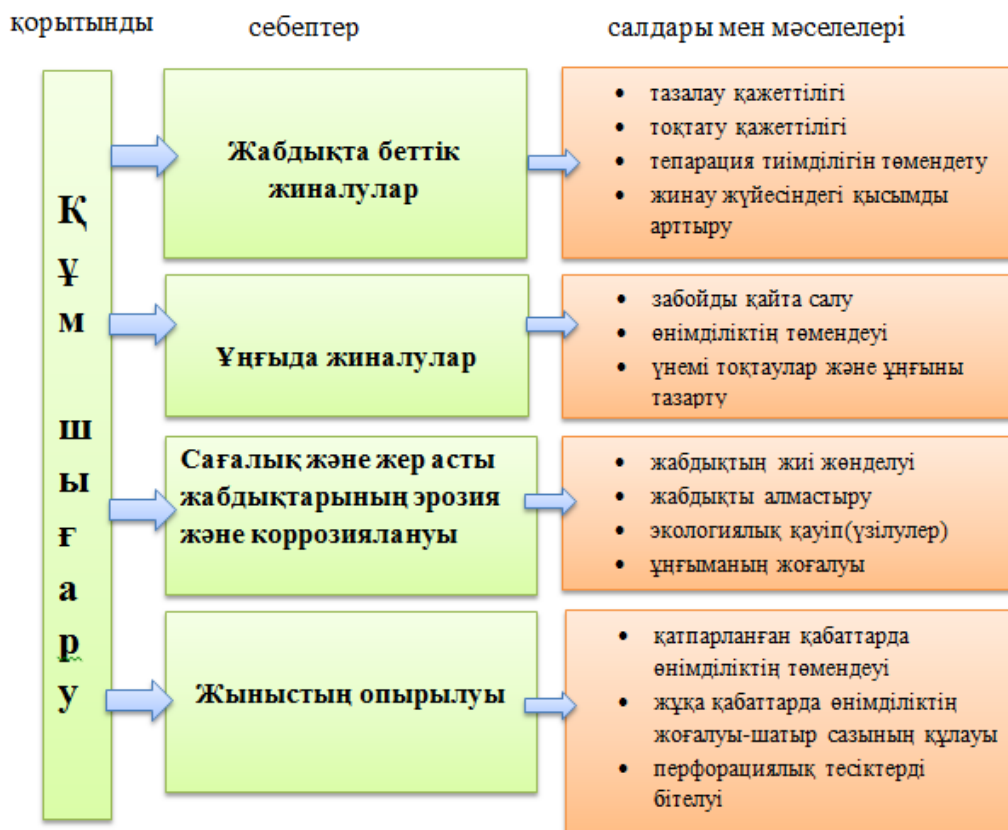 қорытынды
себептер
салдары мен мәселелері
Құм шығару
Жабдықта беттік
жиналулар
• тазалау қажеттілігі
• тоқтату қажеттілігі
• тепарация тиімділігін төмендету
• жинау жүйесіндегі қысымды
арттыру
Ұңғыда жиналулар
• забойды қайта салу
• өнімділіктің төмендеуі
• үнемі тоқтаулар және ұңғыны
тазарту
Сағалық және жер асты
жабдықтарының эрозия
және коррозиялануы
• жабдықтың жиі жөнделуі
• жабдықты алмастыру
• экологиялық қауіп(үзілулер)
• ұңғыманың жоғалуы
Жыныстың опырылуы
• қатпарланған қабаттарда
өнімділіктің төмендеуі
• жұқа қабаттарда өнімділіктің
жоғалуы-шатыр сазының құлауы
• перфорациялық тесіктерді
бітелуі